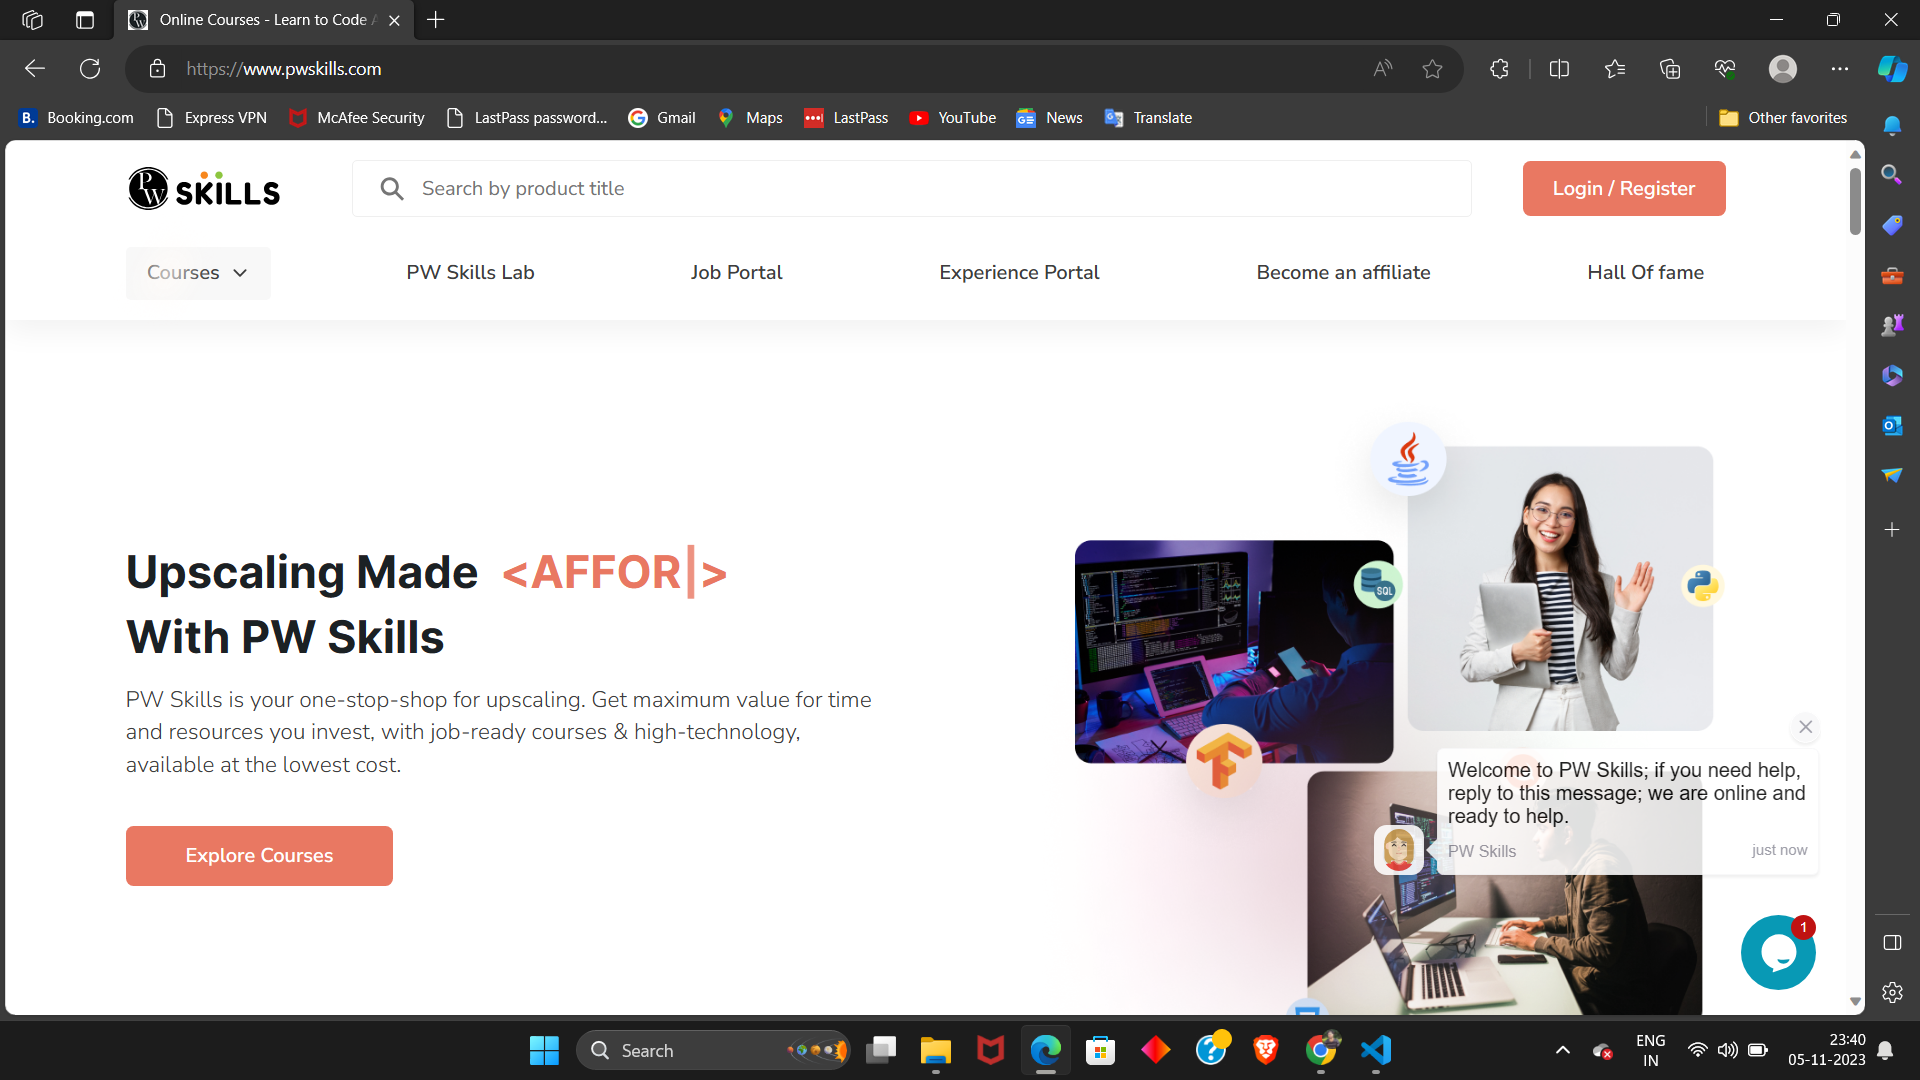 Online Courses - Learn to Code A
https://www.pwskills.com
B. Booking.com Express VPN McAfee Security LastPass password... Gmail Maps LastPass YouTube News Translate Other favorites
PW SKILLS
Search by product title
Login / Register
Courses PW Skills Lab Job Portal Experience Portal Become an affiliate Hall Of fame
Upscaling Made <AFFOR|>
With PW Skills
PW Skills is your one-stop-shop for upscaling. Get maximum value for time
and resources you invest, with job-ready courses & high-technology,
available at the lowest cost.
Explore Courses
SQL
Welcome to PW Skills; if you need help,
reply to this message; we are online and
ready to help.
PW Skills just now
1
Search
ENG
IN
23:40
05-11-2023